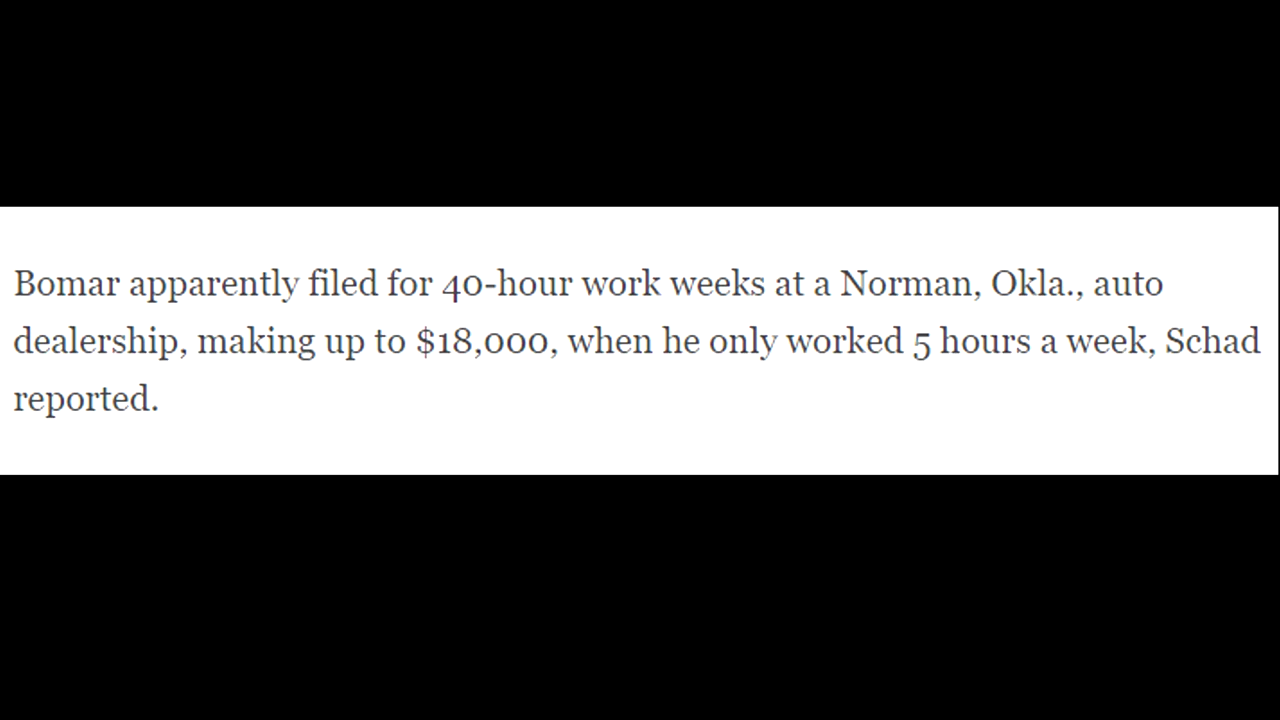 Bomar apparently filed for 40-hour work weeks at a Norman, Okla., auto
dealership, making up to $18,000, when he only worked 5 hours a week, Schad
reported.